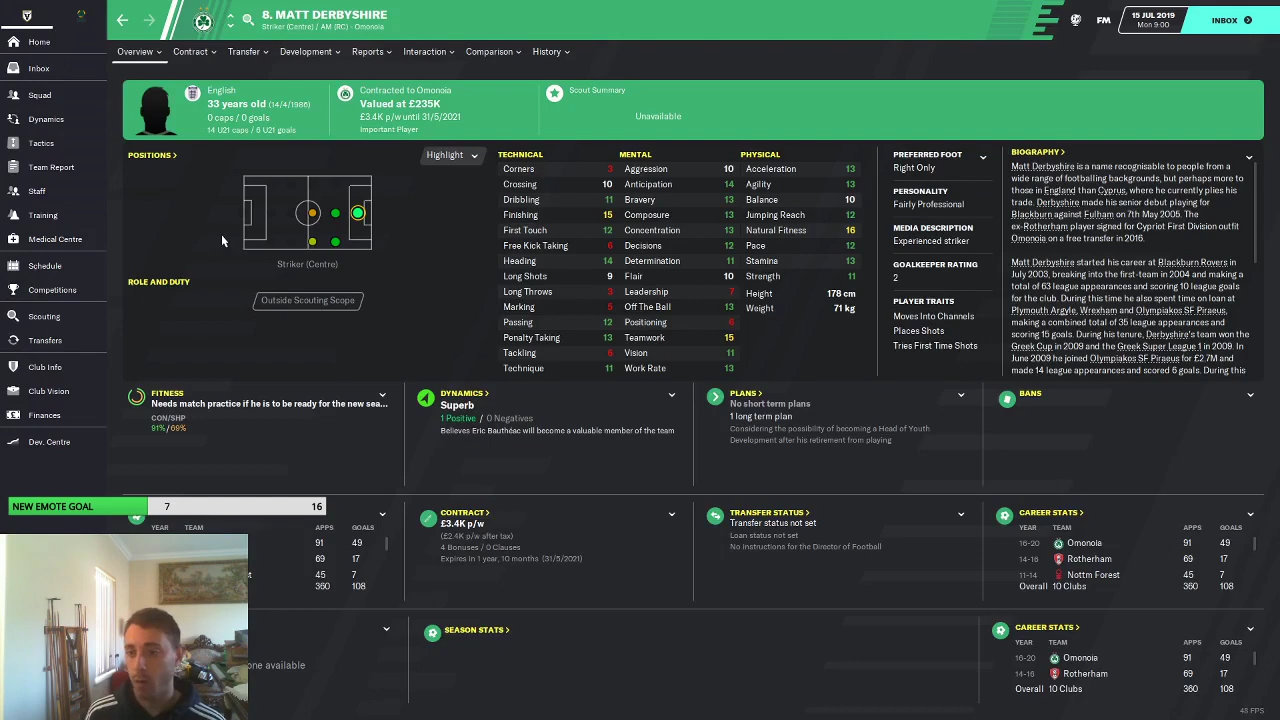 8. MATT DERBYSHIRE
Striker (Centre) / AM (RC) - Omonoia
FM
15 JUL 2019
Mon 9:00
INBOX
Overview
Contract
Transfer
Development
Reports
Interaction
Comparison
History
Home
Inbox
Squad
Dynamics
Tactics
Team Report
Staff
Training
Medical Centre
Schedule
Competitions
Scouting
Transfers
Club Info
Club Vision
Finances
Dev. Centre
English
33 years old (14/4/1986)
0 caps / 0 goals
14 U21 caps / 6 U21 goals
Contracted to Omonoia
Valued at £235K
£3.4K p/w until 31/5/2021
Important Player
Scout Summary
Unavailable
POSITIONS >
Highlight
Striker (Centre)
ROLE AND DUTY
Outside Scouting Scope
TECHNICAL
Corners 3
Crossing 10
Dribbling 11
Finishing 15
First Touch 12
Free Kick Taking 6
Heading 14
Long Shots 9
Long Throws 3
Marking 5
Passing 12
Penalty Taking 13
Tackling 6
Technique 11
MENTAL
Aggression 10
Anticipation 14
Bravery 13
Composure 13
Concentration 13
Decisions 12
Determination 11
Flair 10
Leadership 7
Off The Ball 13
Positioning 6
Teamwork 15
Vision 11
Work Rate 13
PHYSICAL
Acceleration 13
Agility 13
Balance 10
Jumping Reach 12
Natural Fitness 16
Pace 12
Stamina 13
Strength 11
Height 178 cm
Weight 71 kg
PREFERRED FOOT
Right Only
PERSONALITY
Fairly Professional
MEDIA DESCRIPTION
Experienced striker
GOALKEEPER RATING
2
PLAYER TRAITS
Moves Into Channels
Places Shots
Tries First Time Shots
BIOGRAPHY >
Matt Derbyshire is a name recognisable to people from a
wide range of footballing backgrounds, but perhaps more to
those in England than Cyprus, where he currently plies his
trade. Derbyshire made his senior debut playing for
Blackburn against Fulham on 7th May 2005. The
ex-Rotherham player signed for Cypriot First Division outfit
Omonoia on a free transfer in 2016.
Matt Derbyshire started his career at Blackburn Rovers in
July 2003, breaking into the first-team in 2004 and making a
total of 63 league appearances and scoring 10 league goals
for the club. During this time he also spent time on loan at
Plymouth Argyle, Wrexham and Olympiakos SF Piraeus,
making a combined total of 35 league appearances and
scoring 15 goals. During his tenure, Derbyshire's team won the
Greek Cup in 2009 and the Greek Super League 1 in 2009. In
June 2009 he joined Olympiakos SF Piraeus for £2.7M and
made 14 league appearances and scored 6 goals. During this
FITNESS >
Needs match practice if he is to be ready for the new sea...
CON/SHP
91% / 69%
DYNAMICS >
Superb
1 Positive / 0 Negatives
Believes Eric Bauthéac will become a valuable member of the team
PLANS >
No short term plans
1 long term plan
Considering the possibility of becoming a Head of Youth
Development after his retirement from playing
BANS
NEW EMOTE GOAL 7 16
YEAR TEAM APPS GOALS
91 49
69 17
45 7
360 108
CONTRACT >
£3.4K p/w
(£2.4K p/w after tax)
4 Bonuses / 0 Clauses
Expires in 1 year, 10 months (31/5/2021)
TRANSFER STATUS >
Transfer status not set
Loan status not set
No instructions for the Director of Football
CAREER STATS >
YEAR TEAM APPS GOALS
16-20 Omonoia 91 49
14-16 Rotherham 69 17
11-14 Nottm Forest 45 7
Overall 10 Clubs 360 108
one available
SEASON STATS >
CAREER STATS >
YEAR TEAM APPS GOALS
16-20 Omonoia 91 49
14-16 Rotherham 69 17
Overall 10 Clubs 360 108
48 FPS